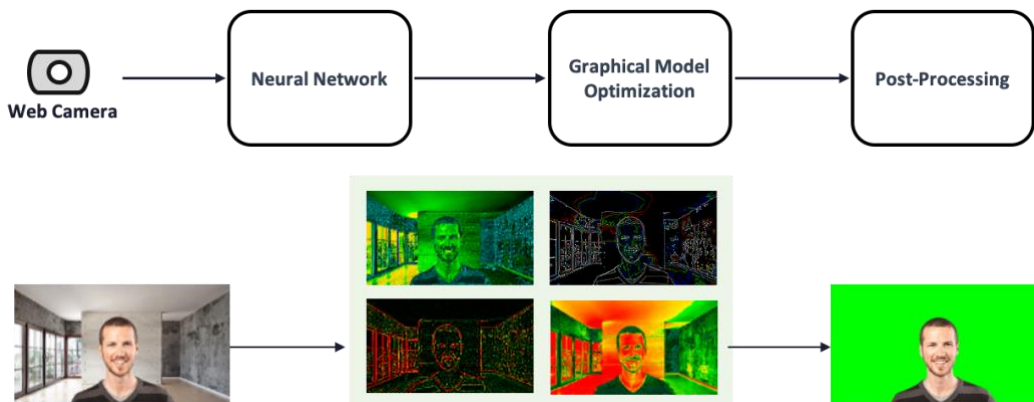 Web Camera
Neural Network
Graphical Model
Optimization
Post-Processing